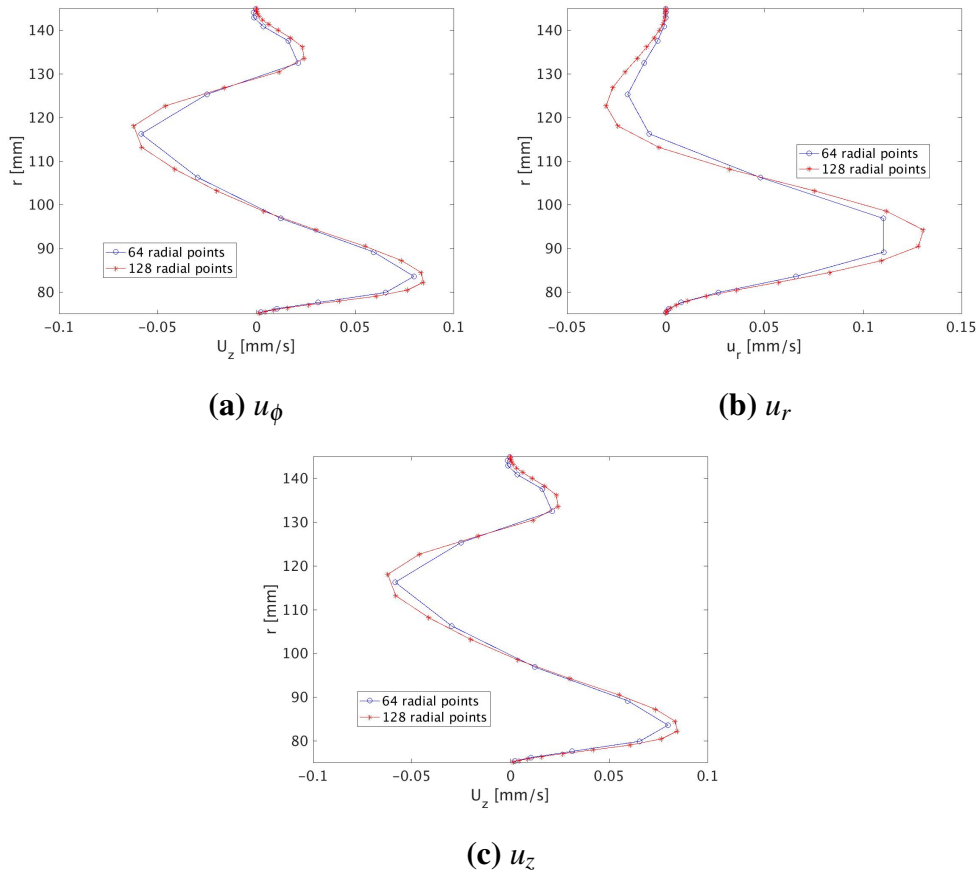 140
130
120
110
100
90
80
r [mm]
64 radial points
128 radial points
−0.1 −0.05 0 0.05 0.1
U_z [mm/s]
(a) u_ϕ
140
130
120
110
100
90
80
r [mm]
64 radial points
128 radial points
−0.05 0 0.05 0.1 0.15
u_r [mm/s]
(b) u_r
140
130
120
110
100
90
80
r [mm]
64 radial points
128 radial points
−0.1 −0.05 0 0.05 0.1
U_z [mm/s]
(c) u_z